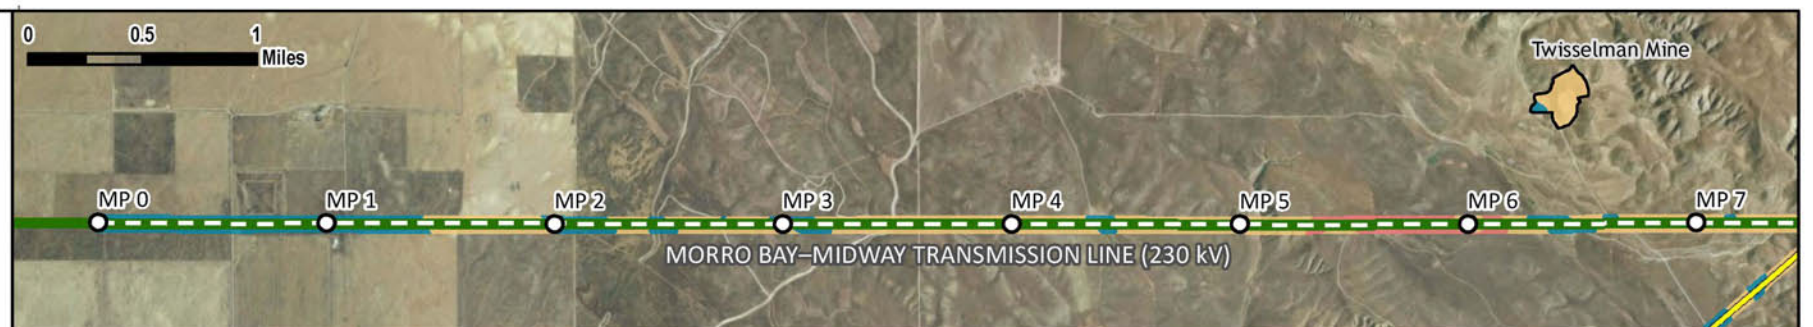 0 0.5 1
Miles
Twisselman Mine
MP 0 MP 1 MP 2 MP 3 MP 4 MP 5 MP 6 MP 7
MORRO BAY–MIDWAY TRANSMISSION LINE (230 kV)